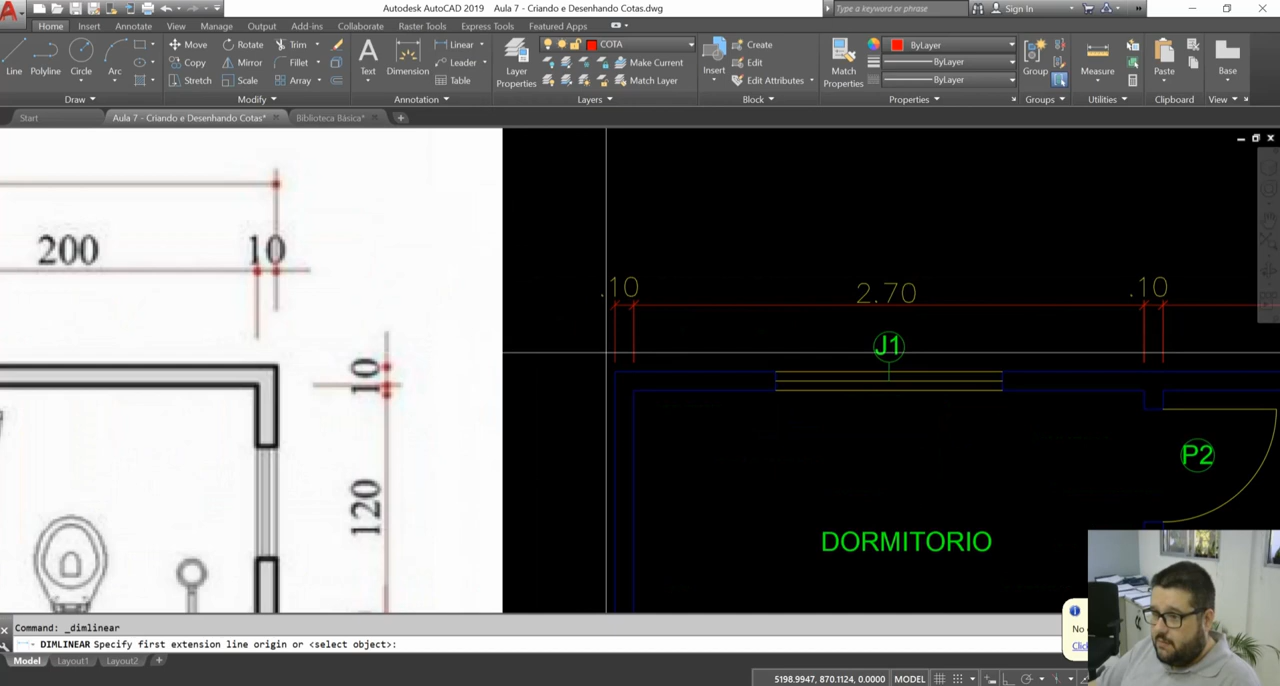 Autodesk AutoCAD 2019 Aula 7 - Criando e Desenhando Cotas.dwg
Type a keyword or phrase
Sign In
Home Insert Annotate View Manage Output Collaborate Raster Tools Express Tools Featured Apps
Line Polyline Circle Arc
Move Rotate Trim
Copy Mirror Fillet
Stretch Scale Array
Text Dimension
Linear
Leader
Table
Layer Properties
COTA
Make Current
Match Layer
Insert
Create
Edit
Edit Attributes
Match Properties
ByLayer
ByLayer
ByLayer
Group Measure Paste Base
Draw Modify Annotation Layers Block Properties Groups Utilities Clipboard View
Start Aula 7 - Criando e Desenhando Cotas* Biblioteca Básica*
200 10
10
120
.10 2.70 .10
J1
P2
DORMITORIO
Command: _dimlinear
DIMLINEAR Specify first extension line origin or <select object>:
No
Model Layout1 Layout2
5198.9947, 870.1124, 0.0000 MODEL